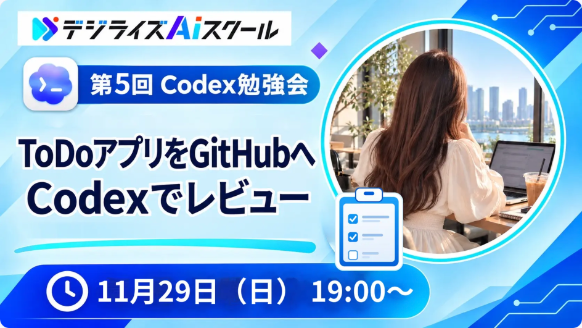 デジライズAiスクール
第5回 Codex勉強会
ToDoアプリをGitHubへ
Codexでレビュー
11月29日（日） 19:00〜